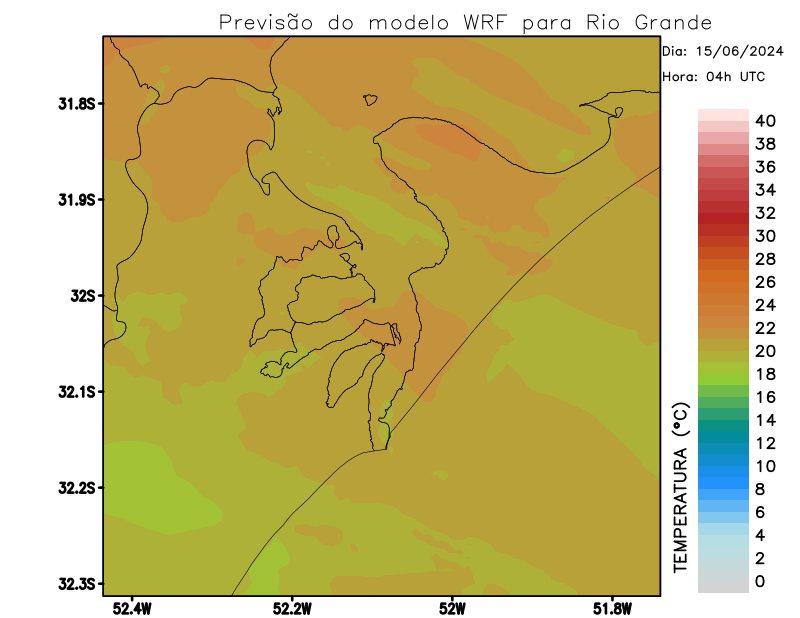 Previsão do modelo WRF para Rio Grande
Dia: 15/06/2024
Hora: 04h UTC
31.8S
31.9S
32S
32.1S
32.2S
32.3S
52.4W
52.2W
52W
51.8W
TEMPERATURA (°C)
40
38
36
34
32
30
28
26
24
22
20
18
16
14
12
10
8
6
4
2
0